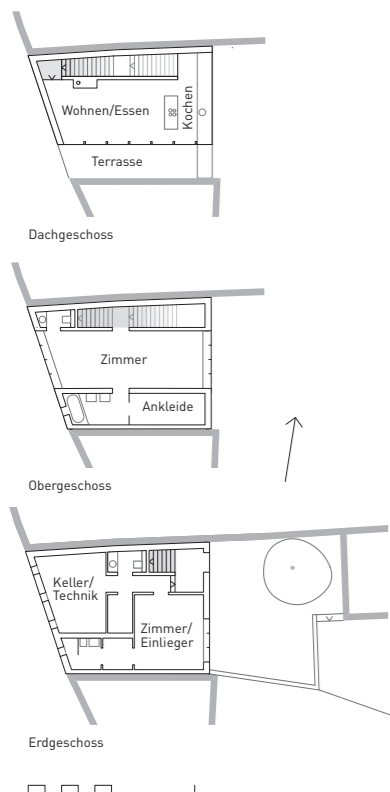 Wohnen/Essen
Kochen
Terrasse
Dachgeschoss
Zimmer
Ankleide
Obergeschoss
Keller/
Technik
Zimmer/
Einlieger
Erdgeschoss